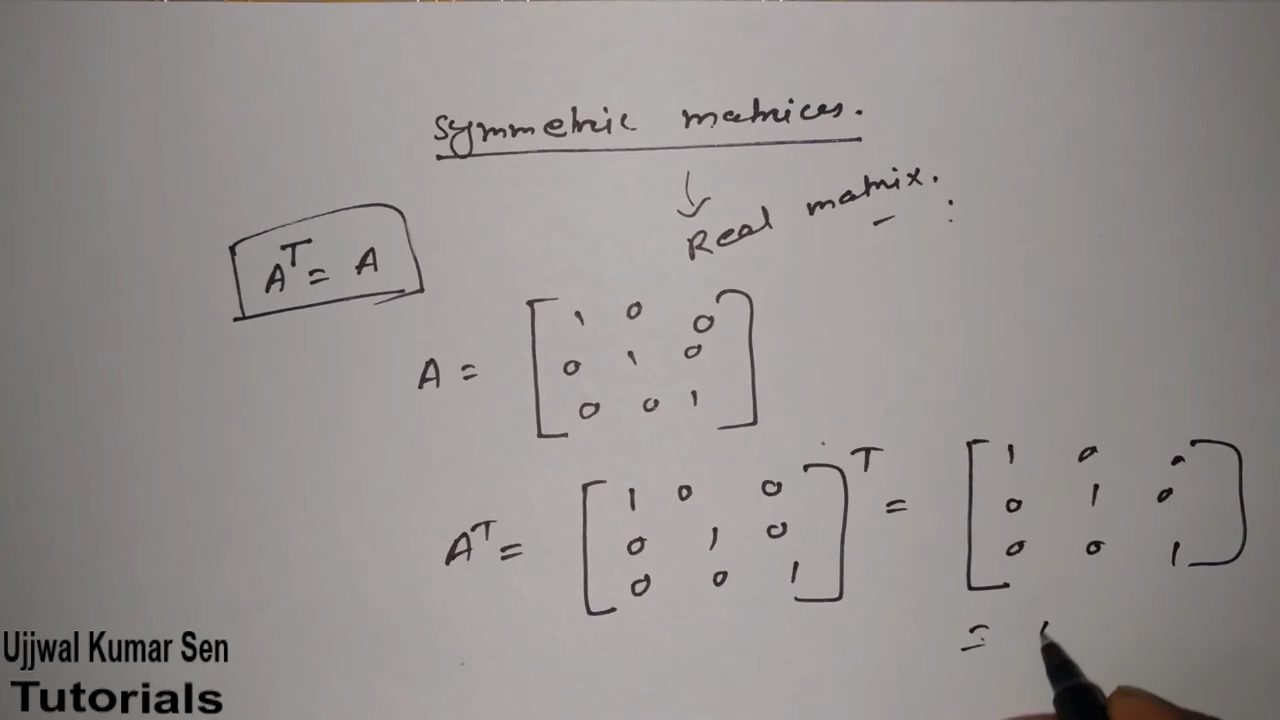 symmetric matrices.
↓
Real matrix.
A^T = A
A = [1 0 0
0 1 0
0 0 1]
A^T = [1 0 0
0 1 0
0 0 1]^T = [1 0 0
0 1 0
0 0 1]
=
Ujjwal Kumar Sen
Tutorials